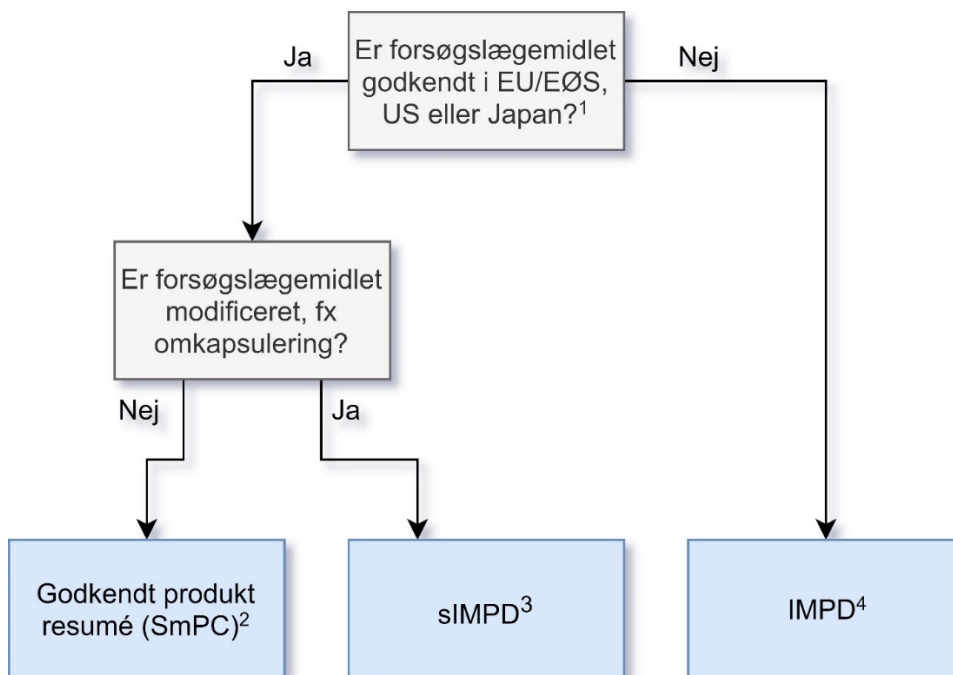 Er forsøgslægemidlet
godkendt i EU/EØS,
US eller Japan?¹
Ja
Nej
Er forsøgslægemidlet
modificeret, fx
omkapsulering?
Nej
Ja
Godkendt produkt
resumé (SmPC)²
sIMPD³
IMPD⁴